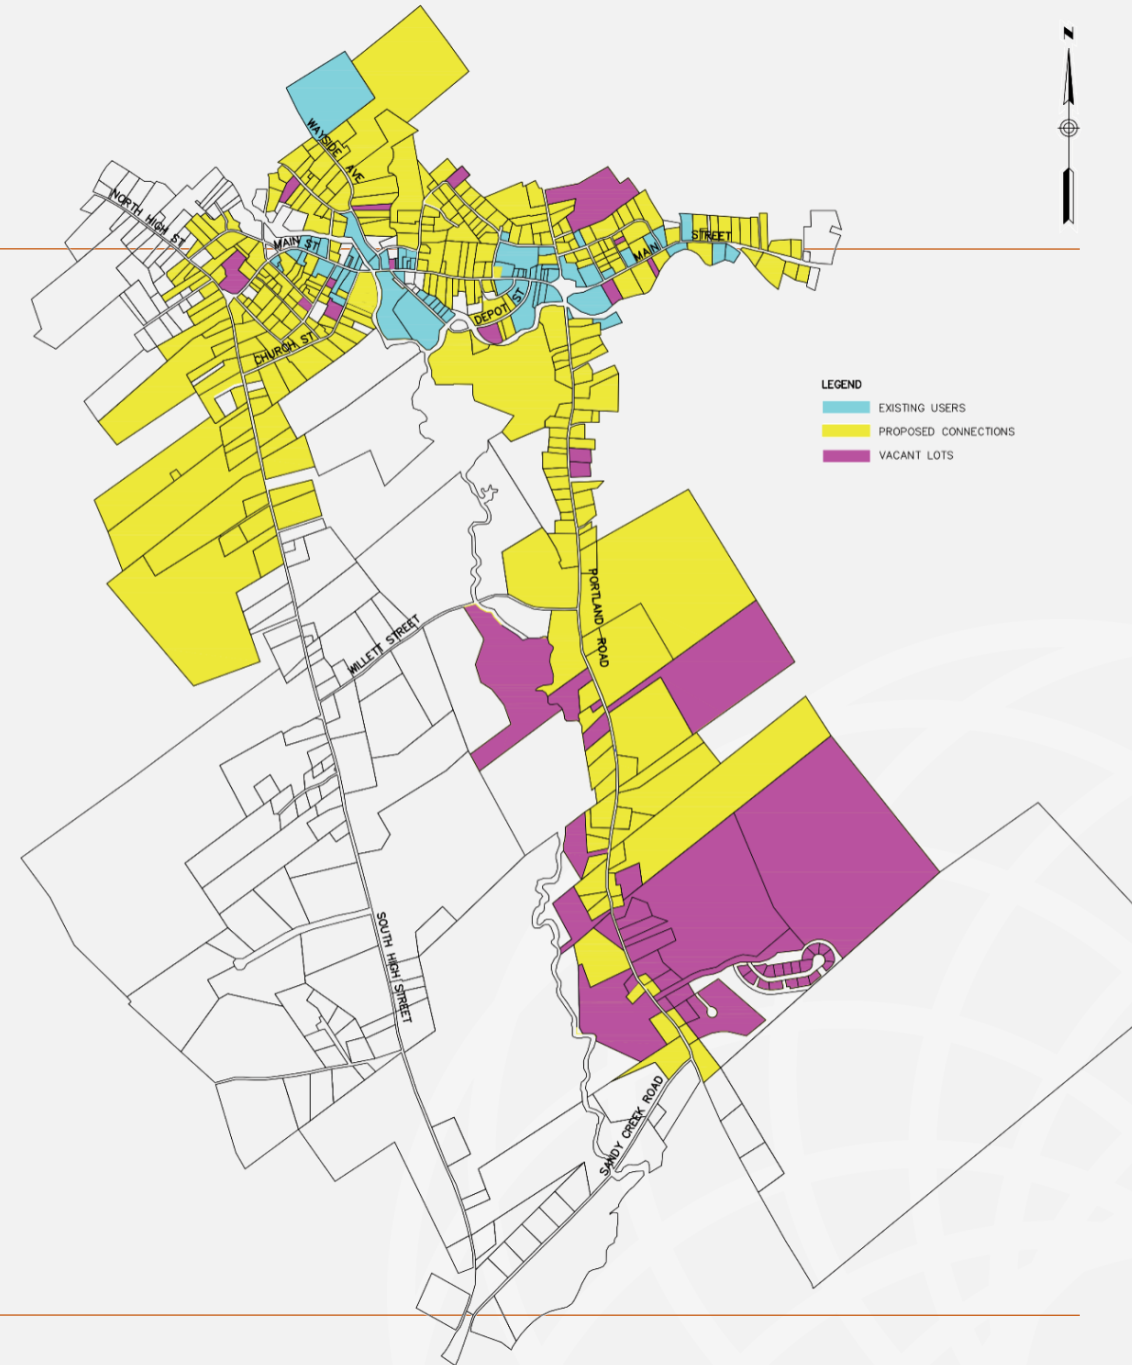 N
WAYSIDE AVE
NORTH HIGH ST
MAIN ST
MAIN STREET
DEPOT ST
CHURCH ST
LEGEND
EXISTING USERS
PROPOSED CONNECTIONS
VACANT LOTS
PORTLAND ROAD
WILLETT STREET
SOUTH HIGH STREET
SANDY CREEK ROAD